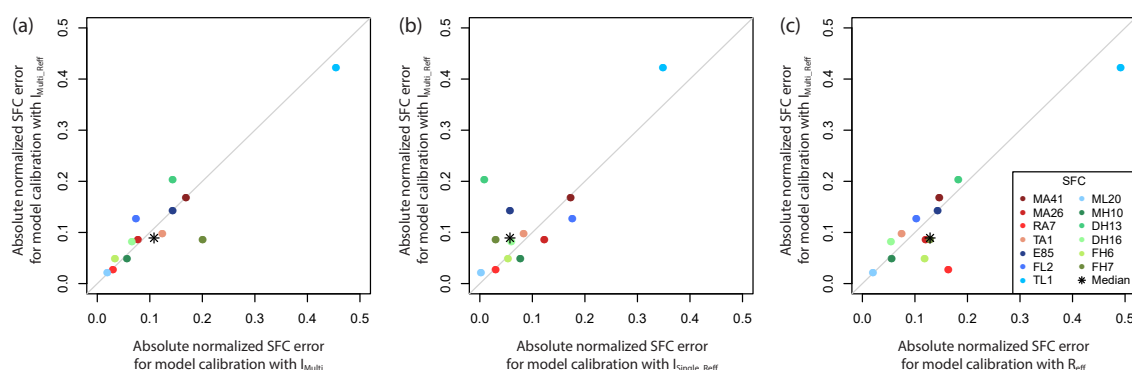 (a)
Absolute normalized SFC error
for model calibration with I_Multi_Reff
0.5
0.4
0.3
0.2
0.1
0.0
0.0 0.1 0.2 0.3 0.4 0.5
Absolute normalized SFC error
for model calibration with I_Multi
(b)
Absolute normalized SFC error
for model calibration with I_Multi_Reff
0.5
0.4
0.3
0.2
0.1
0.0
0.0 0.1 0.2 0.3 0.4 0.5
Absolute normalized SFC error
for model calibration with I_Single_Reff
(c)
Absolute normalized SFC error
for model calibration with I_Multi_Reff
0.5
0.4
0.3
0.2
0.1
0.0
0.0 0.1 0.2 0.3 0.4 0.5
Absolute normalized SFC error
for model calibration with R_eff
SFC
MA41 ML20
MA26 MH10
RA7 DH13
TA1 DH16
E85 FH6
FL2 FH7
TL1 Median